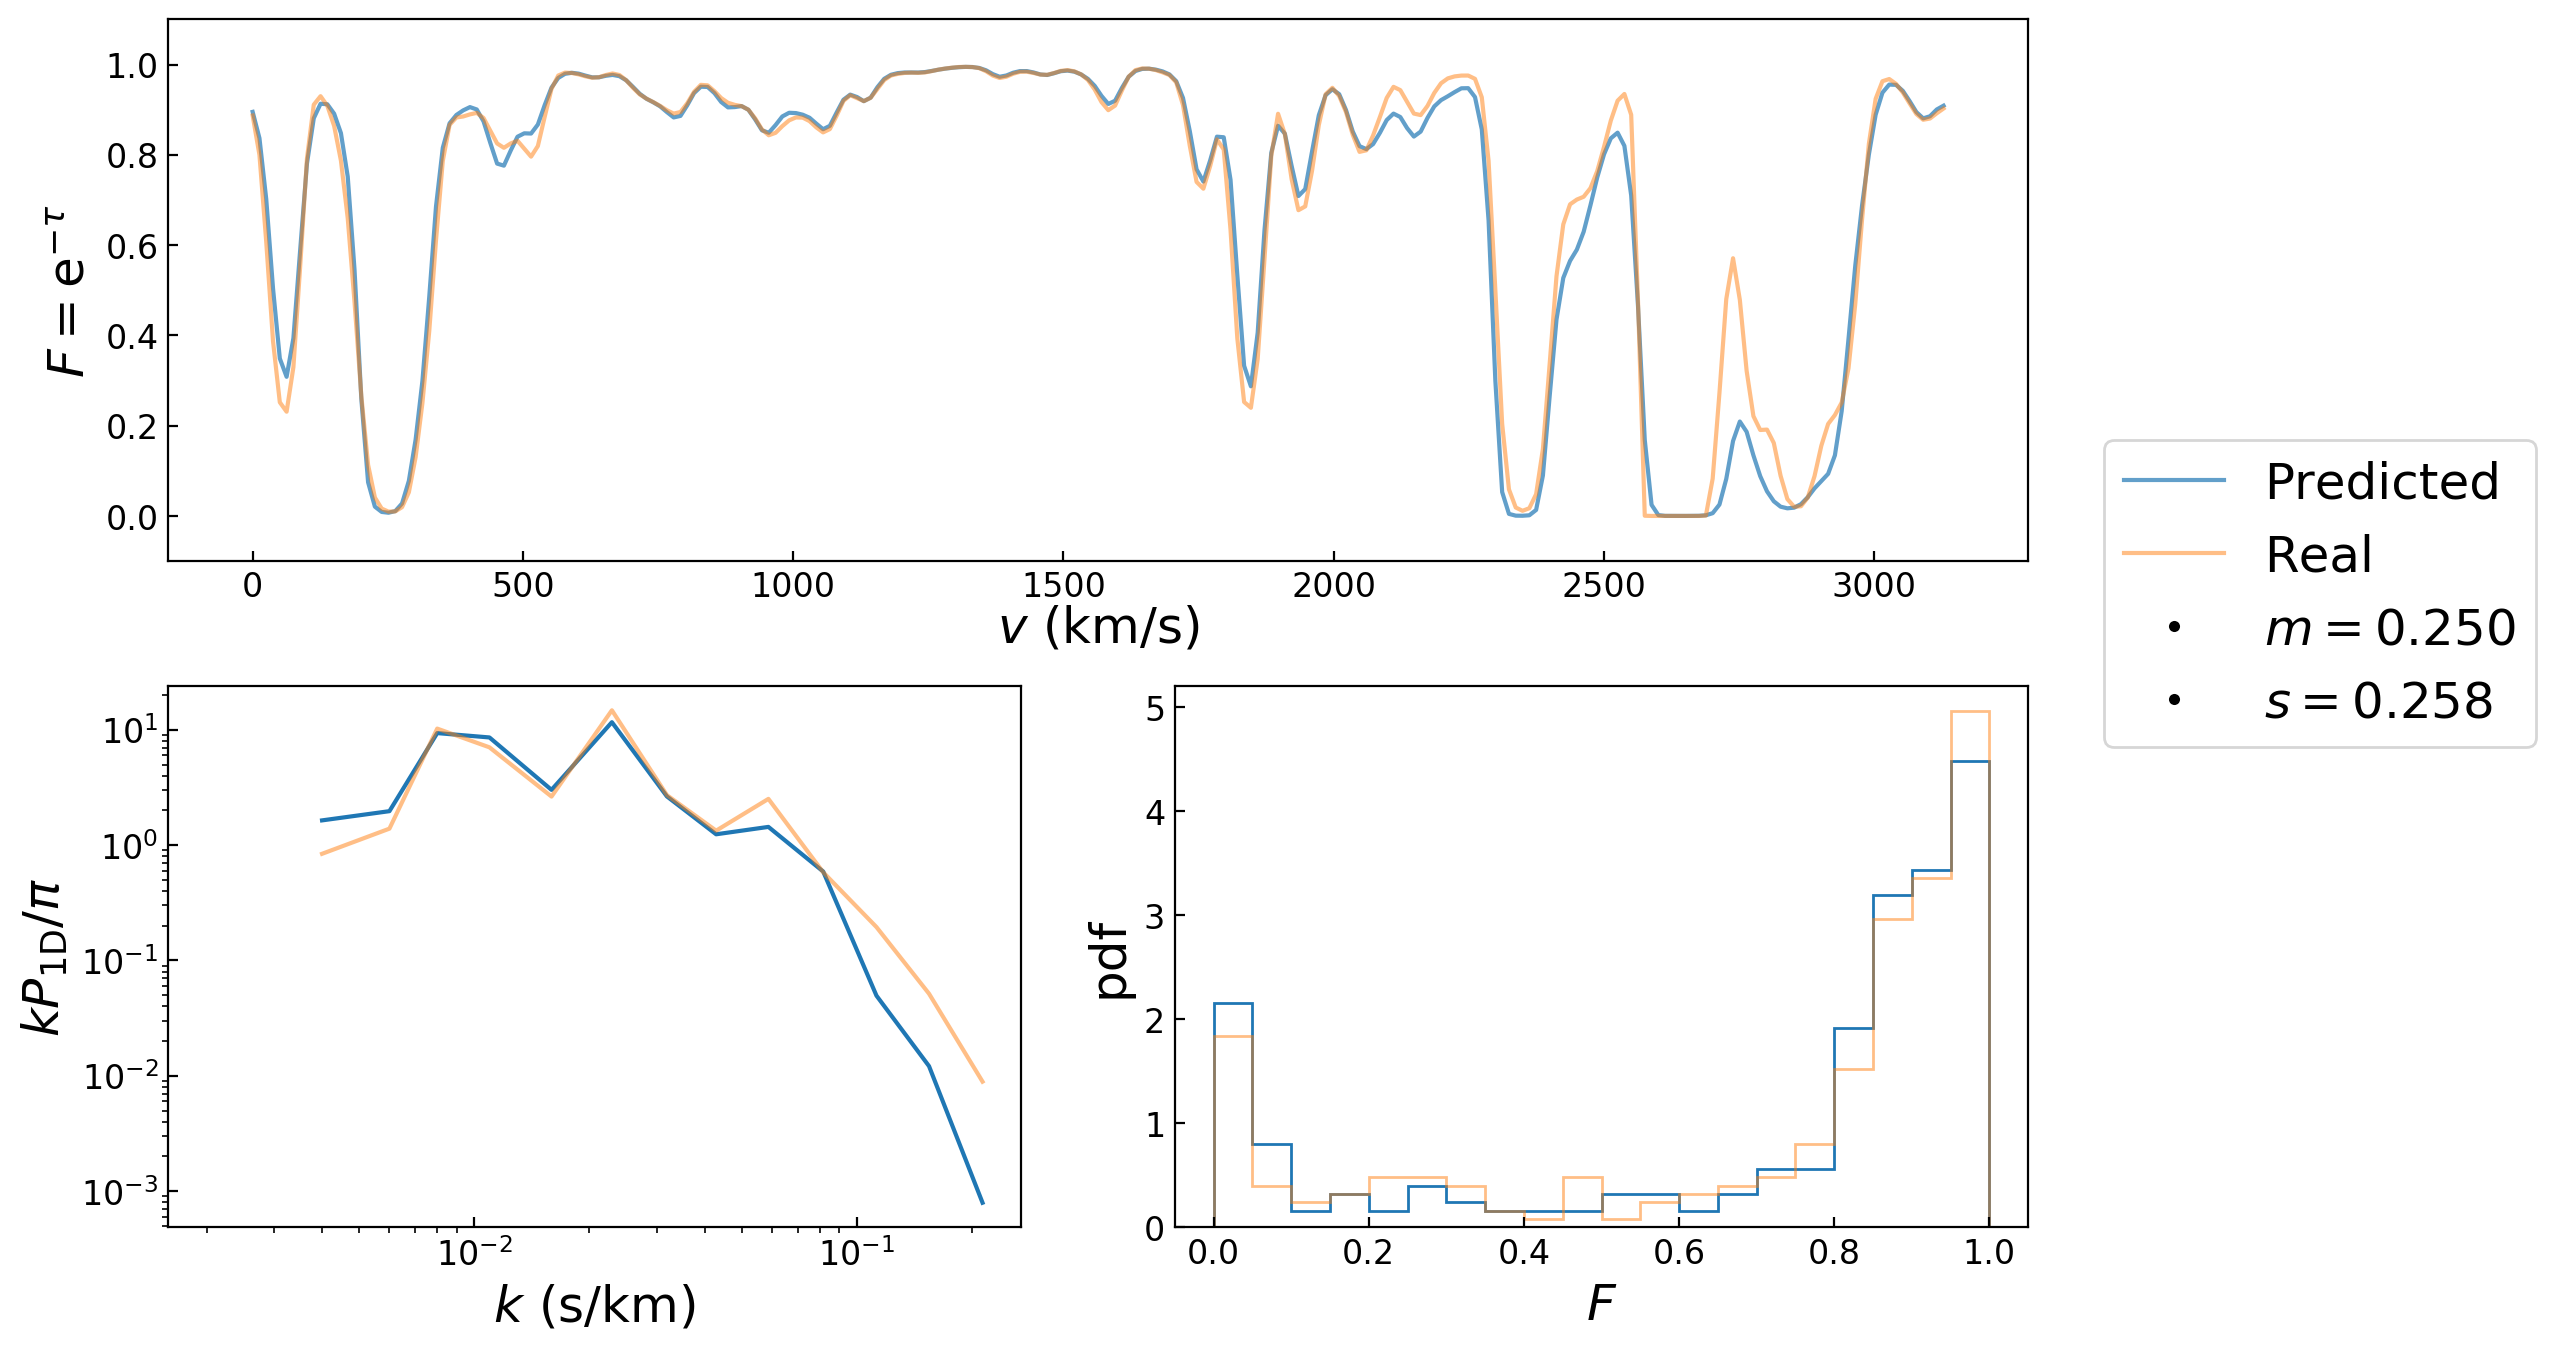 1.0
0.8
0.6
0.4
0.2
0.0
F = e^{−τ}
0 500 1000 1500 2000 2500 3000
v (km/s)
Predicted
Real
m = 0.250
s = 0.258
10^1
10^0
10^{−1}
10^{−2}
10^{−3}
kP_{1D}/π
10^{−2} 10^{−1}
k (s/km)
5
4
3
2
1
0
pdf
0.0 0.2 0.4 0.6 0.8 1.0
F